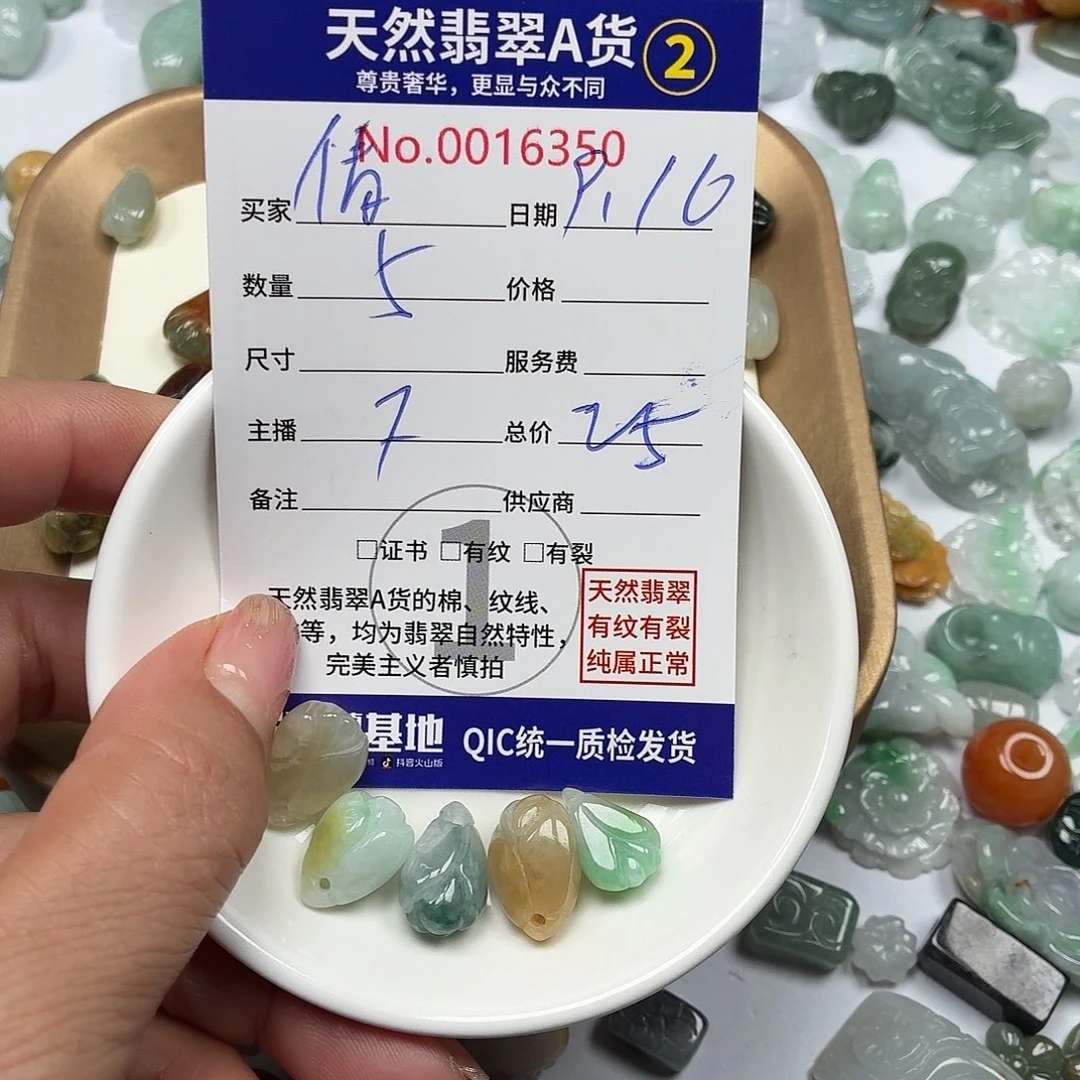 天然翡翠A货 2
尊贵奢华，更显与众不同
No.0016350
买家 倩 日期 9.16
数量 5 价格
尺寸 服务费
主播 7 总价 25
备注 供应商
1
□证书 □有纹 □有裂
天然翡翠A货的棉、纹线、
等，均为翡翠自然特性，
完美主义者慎拍
天然翡翠
有纹有裂
纯属正常
基地 QIC统一质检发货
抖音火山版